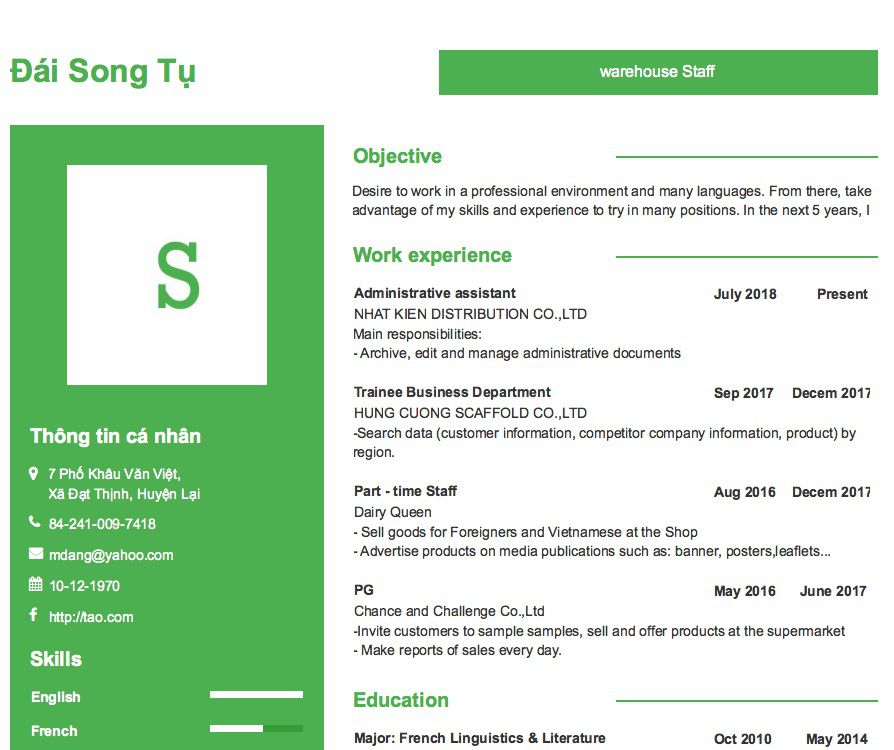 Đái Song Tụ
warehouse Staff
S
Thông tin cá nhân
7 Phố Khâu Văn Việt,
Xã Đạt Thịnh, Huyện Lại
84-241-009-7418
mdang@yahoo.com
10-12-1970
http://tao.com
Skills
English
French
Objective
Desire to work in a professional environment and many languages. From there, take
advantage of my skills and experience to try in many positions. In the next 5 years, I
Work experience
Administrative assistant July 2018 Present
NHAT KIEN DISTRIBUTION CO.,LTD
Main responsibilities:
- Archive, edit and manage administrative documents
Trainee Business Department Sep 2017 Decem 2017
HUNG CUONG SCAFFOLD CO.,LTD
-Search data (customer information, competitor company information, product) by
region.
Part - time Staff Aug 2016 Decem 2017
Dairy Queen
- Sell goods for Foreigners and Vietnamese at the Shop
- Advertise products on media publications such as: banner, posters,leaflets...
PG May 2016 June 2017
Chance and Challenge Co.,Ltd
-Invite customers to sample samples, sell and offer products at the supermarket
- Make reports of sales every day.
Education
Major: French Linguistics & Literature Oct 2010 May 2014